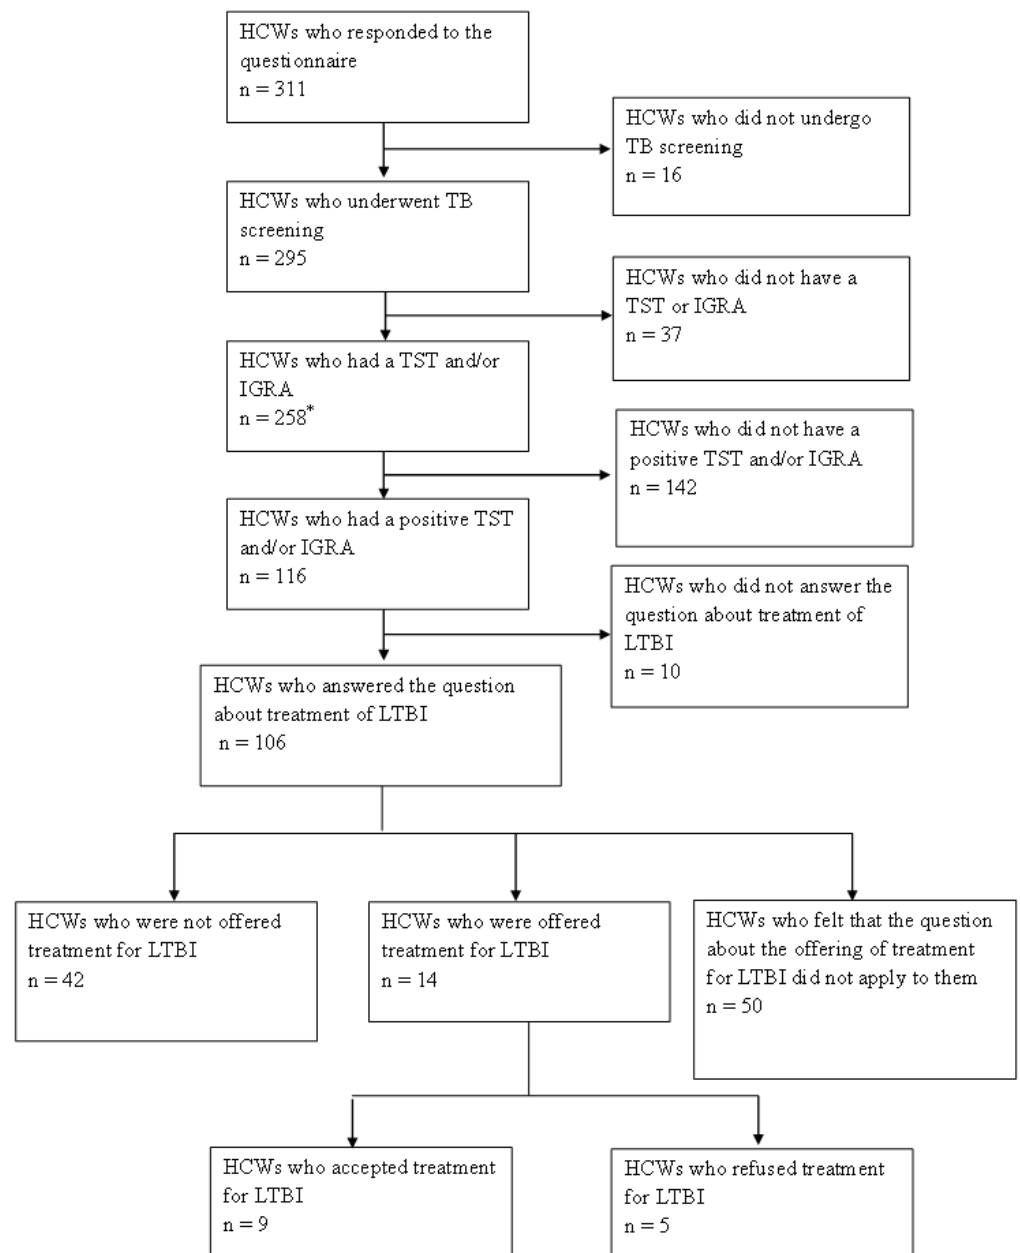 HCWs who responded to the
questionnaire
n = 311
HCWs who did not undergo
TB screening
n = 16
HCWs who underwent TB
screening
n = 295
HCWs who did not have a
TST or IGRA
n = 37
HCWs who had a TST and/or
IGRA
n = 258*
HCWs who did not have a
positive TST and/or IGRA
n = 142
HCWs who had a positive TST
and/or IGRA
n = 116
HCWs who did not answer the
question about treatment of
LTBI
n = 10
HCWs who answered the question
about treatment of LTBI
n = 106
HCWs who were not offered
treatment for LTBI
n = 42
HCWs who were offered
treatment for LTBI
n = 14
HCWs who felt that the question
about the offering of treatment
for LTBI did not apply to them
n = 50
HCWs who accepted treatment
for LTBI
n = 9
HCWs who refused treatment
for LTBI
n = 5